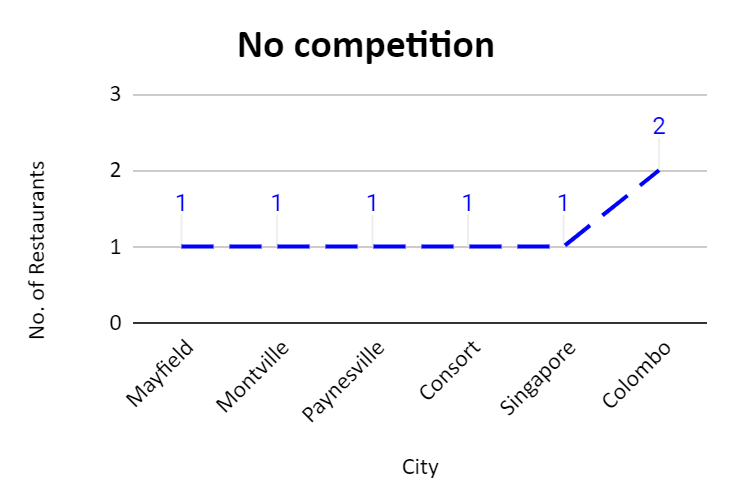 No competition
No. of Restaurants
3
2
1
0
1
1
1
1
1
2
Mayfield
Montville
Paynesville
Consort
Singapore
Colombo
City